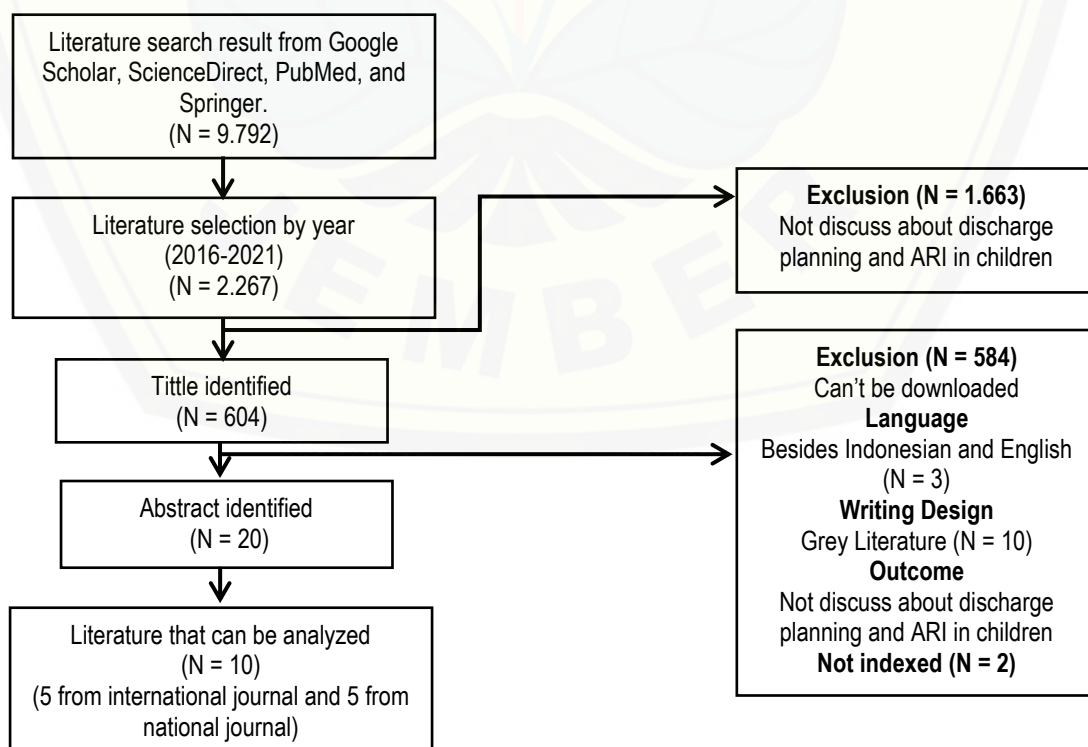 Literature search result from Google
Scholar, ScienceDirect, PubMed, and
Springer.
(N = 9.792)
Literature selection by year
(2016-2021)
(N = 2.267)
Exclusion (N = 1.663)
Not discuss about discharge
planning and ARI in children
Tittle identified
(N = 604)
Exclusion (N = 584)
Can't be downloaded
Language
Besides Indonesian and English
(N = 3)
Writing Design
Grey Literature (N = 10)
Outcome
Not discuss about discharge
planning and ARI in children
Not indexed (N = 2)
Abstract identified
(N = 20)
Literature that can be analyzed
(N = 10)
(5 from international journal and 5 from
national journal)
EMBER